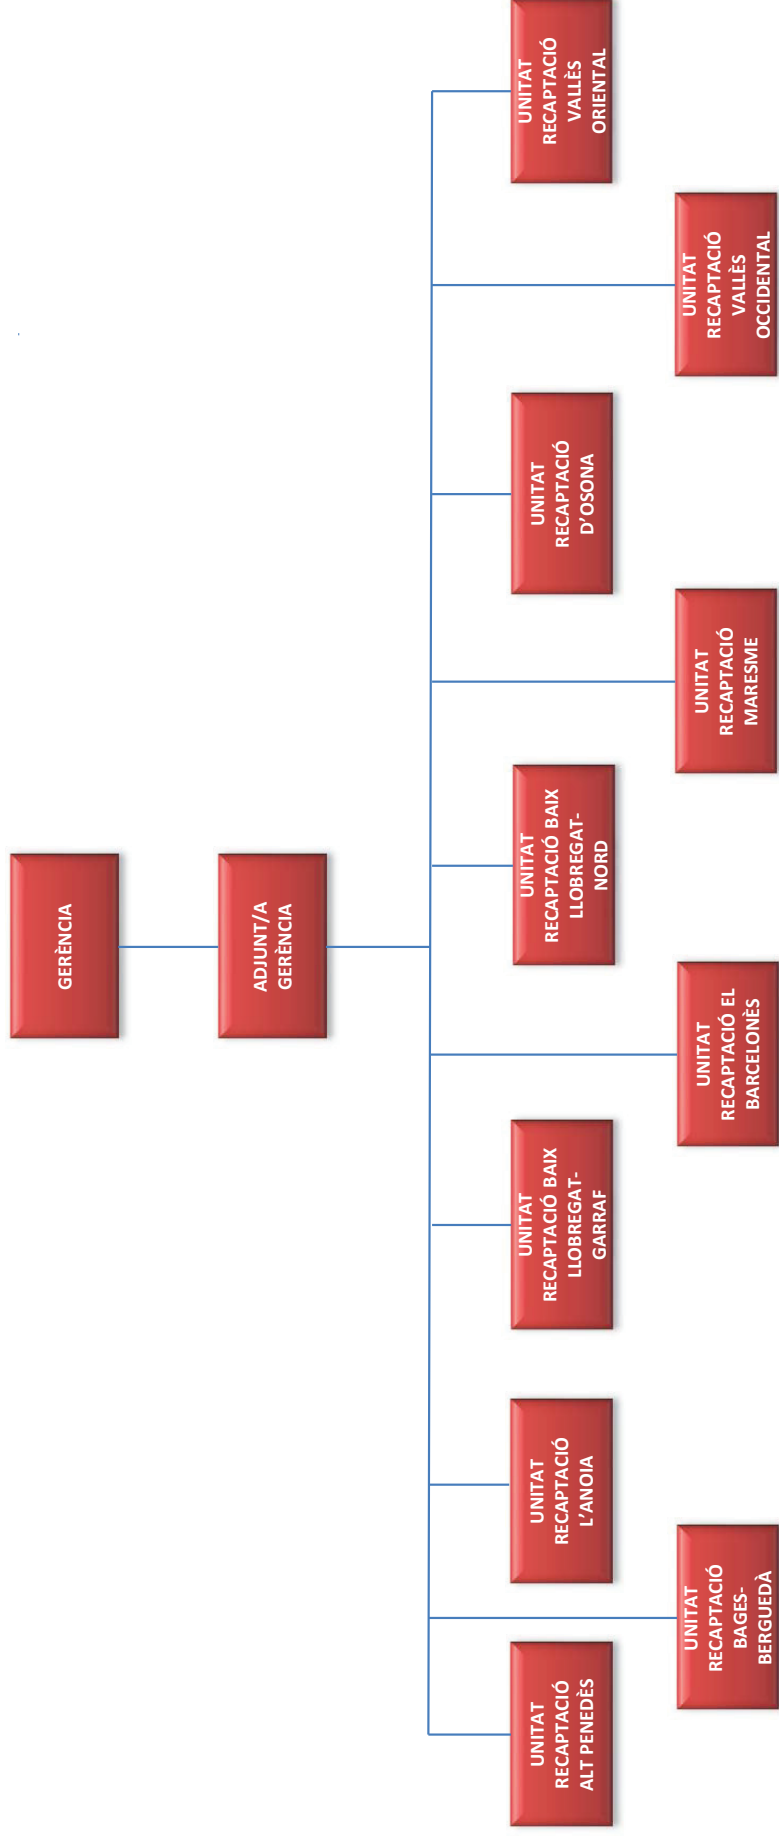 GERÈNCIA
ADJUNT/A
GERÈNCIA
UNITAT
RECAPTACIÓ
ALT PENEDÈS
UNITAT
RECAPTACIÓ
L'ANOIA
UNITAT
RECAPTACIÓ BAIX
LLOBREGAT-
GARRAF
UNITAT
RECAPTACIÓ BAIX
LLOBREGAT-
NORD
UNITAT
RECAPTACIÓ
D'OSONA
UNITAT
RECAPTACIÓ
VALLÈS
ORIENTAL
UNITAT
RECAPTACIÓ
BAGES-
BERGUEDÀ
UNITAT
RECAPTACIÓ EL
BARCELONÈS
UNITAT
RECAPTACIÓ
MARESME
UNITAT
RECAPTACIÓ
VALLÈS
OCCIDENTAL